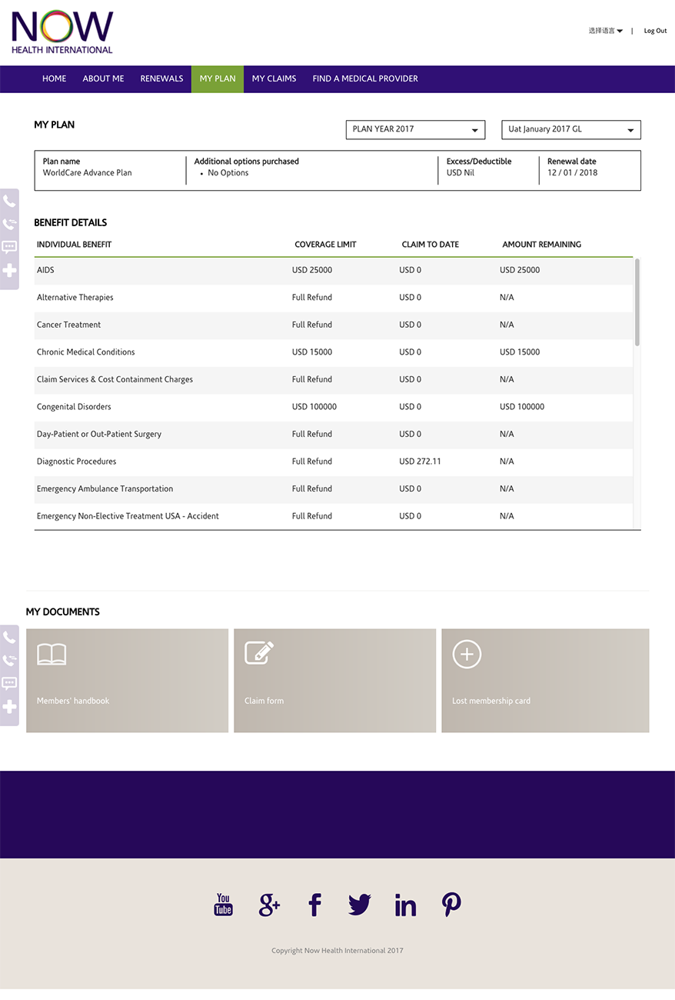 NOW
HEALTH INTERNATIONAL
选择语言 | Log Out
HOME ABOUT ME RENEWALS MY PLAN MY CLAIMS FIND A MEDICAL PROVIDER
MY PLAN
PLAN YEAR 2017 Uat January 2017 GL
Plan name Additional options purchased Excess/Deductible Renewal date
WorldCare Advance Plan • No Options USD Nil 12 / 01 / 2018
BENEFIT DETAILS
INDIVIDUAL BENEFIT COVERAGE LIMIT CLAIM TO DATE AMOUNT REMAINING
AIDS USD 25000 USD 0 USD 25000
Alternative Therapies Full Refund USD 0 N/A
Cancer Treatment Full Refund USD 0 N/A
Chronic Medical Conditions USD 15000 USD 0 USD 15000
Claim Services & Cost Containment Charges Full Refund USD 0 N/A
Congenital Disorders USD 100000 USD 0 USD 100000
Day-Patient or Out-Patient Surgery Full Refund USD 0 N/A
Diagnostic Procedures Full Refund USD 272.11 N/A
Emergency Ambulance Transportation Full Refund USD 0 N/A
Emergency Non-Elective Treatment USA - Accident Full Refund USD 0 N/A
MY DOCUMENTS
Members' handbook Claim form Lost membership card
You
Tube g+ f in
Copyright Now Health International 2017